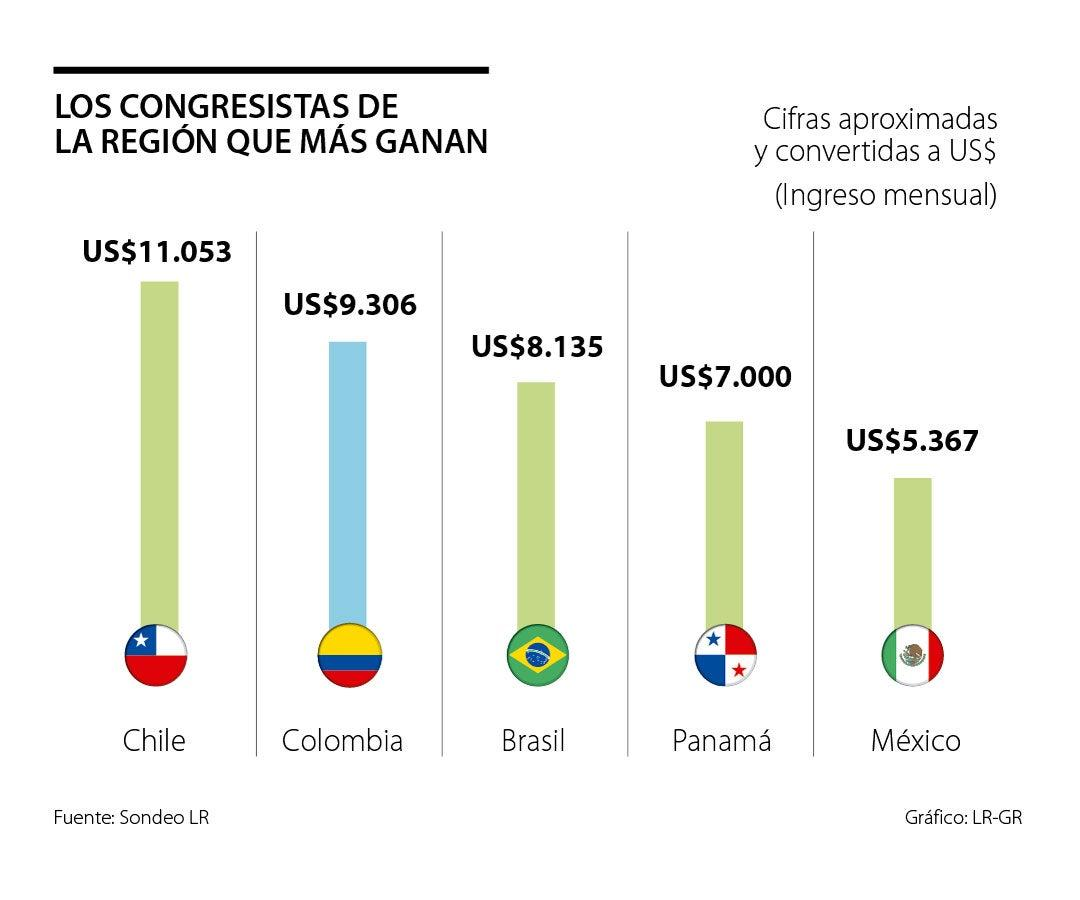 LOS CONGRESISTAS DE
LA REGIÓN QUE MÁS GANAN
Cifras aproximadas
y convertidas a US$
(Ingreso mensual)
US$11.053
US$9.306
US$8.135
US$7.000
US$5.367
Chile
Colombia
Brasil
Panamá
México
Fuente: Sondeo LR
Gráfico: LR-GR